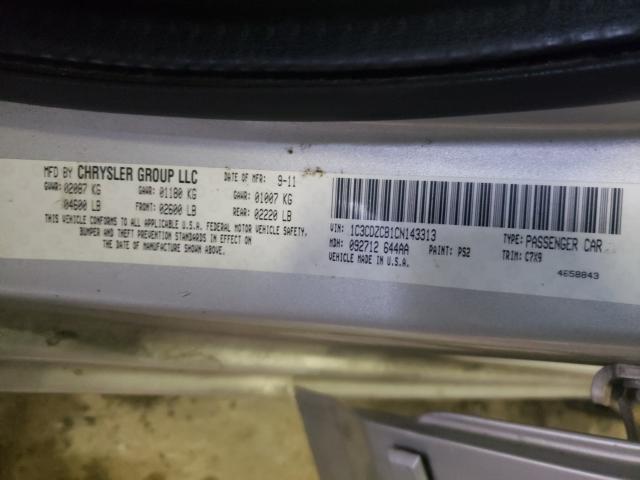 MFD BY CHRYSLER GROUP LLC DATE OF MFR: 9-11
GVWR: 02087 KG GAWR: 01180 KG GAWR: 01007 KG
04600 LB FRONT: 02600 LB REAR: 02220 LB
THIS VEHICLE CONFORMS TO ALL APPLICABLE U.S.A. FEDERAL MOTOR VEHICLE SAFETY,
BUMPER AND THEFT PREVENTION STANDARDS IN EFFECT ON
THE DATE OF MANUFACTURE SHOWN ABOVE.
VIN: 1C3CDZCB1CN143313 TYPE: PASSENGER CAR
MDH: 092712 644AA PAINT: PS2 TRIM: C7X9
VEHICLE MADE IN U.S.A.
4658843